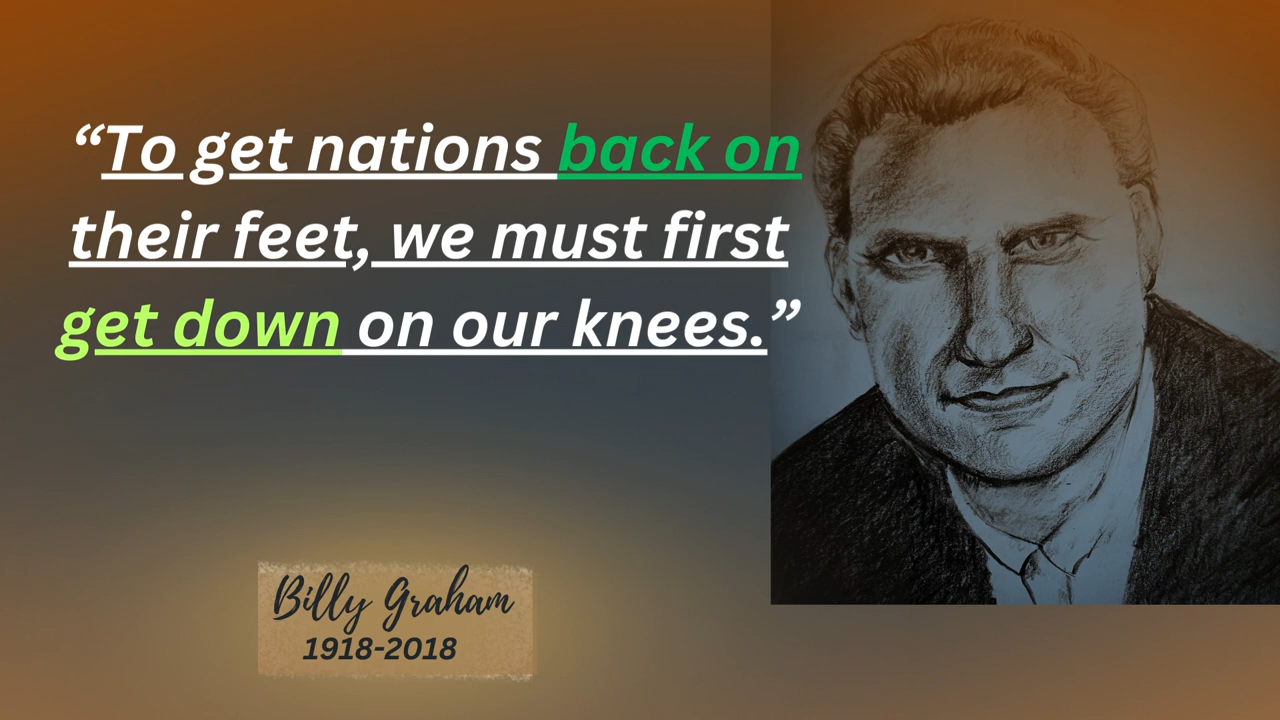 “To get nations back on
their feet, we must first
get down on our knees.”
Billy Graham
1918-2018